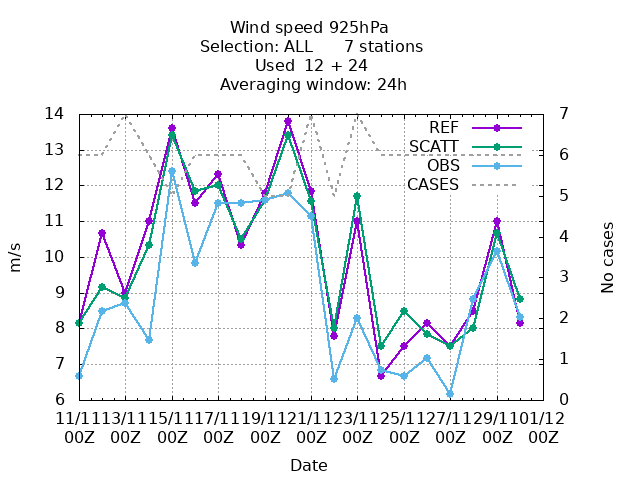 Wind speed 925hPa
Selection: ALL      7 stations
Used  12 + 24
Averaging window: 24h
14 7
REF
13 SCATT 6
OBS
12 CASES 5
11
4
10
m/s No cases
3
9
2
8
7 1
6 0
11/11 13/11 15/11 17/11 19/11 21/11 23/11 25/11 27/11 29/11 01/12
00Z 00Z 00Z 00Z 00Z 00Z 00Z 00Z 00Z 00Z 00Z
Date